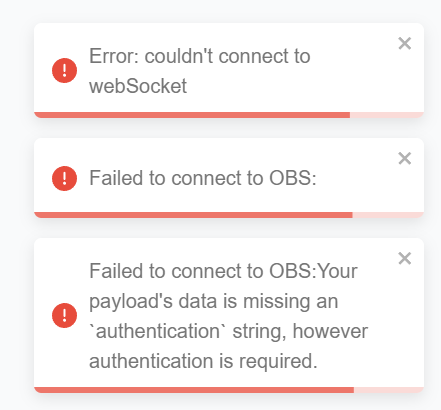 Error: couldn't connect to
webSocket
Failed to connect to OBS:
Failed to connect to OBS:Your
payload's data is missing an
`authentication` string, however
authentication is required.